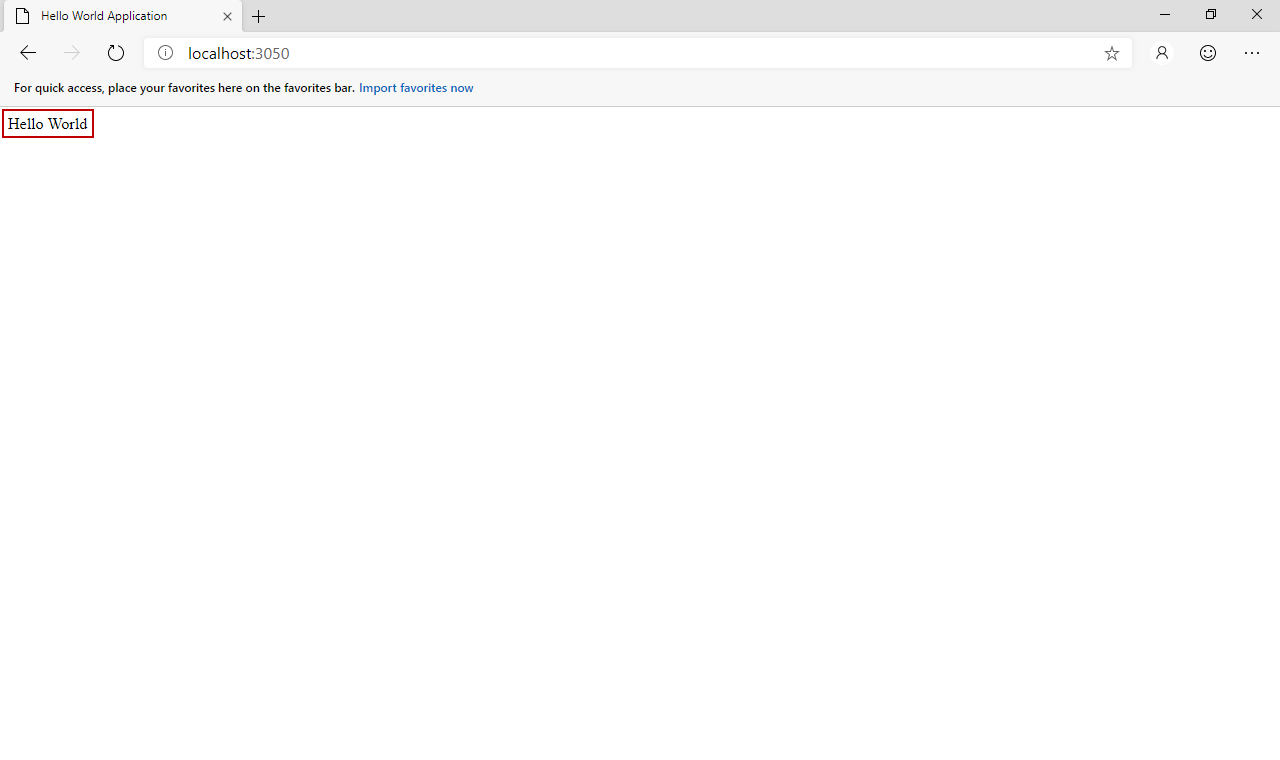 Hello World Application
localhost:3050
For quick access, place your favorites here on the favorites bar. Import favorites now
Hello World